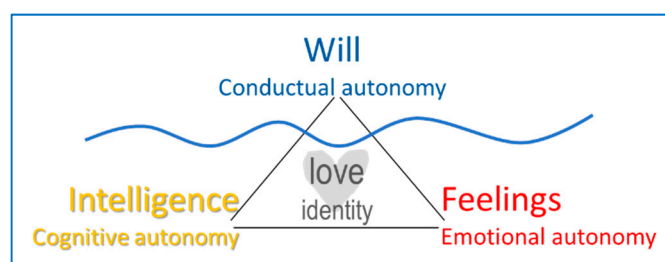 Will
Conductual autonomy
love
identity
Intelligence
Cognitive autonomy
Feelings
Emotional autonomy